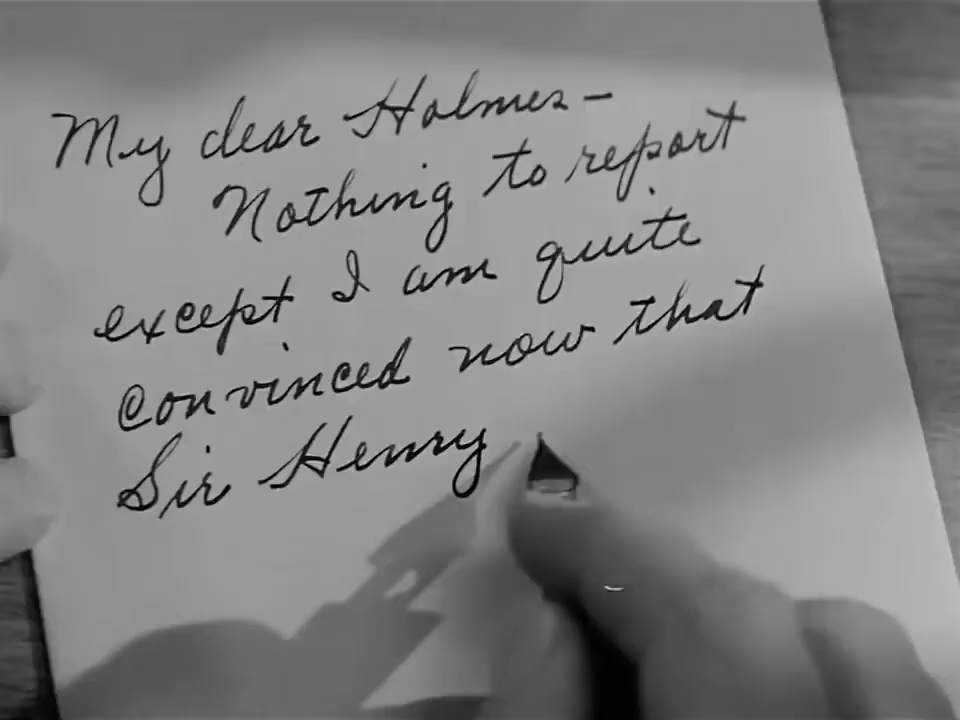 My dear Holmes –
Nothing to report
except I am quite
convinced now that
Sir Henry